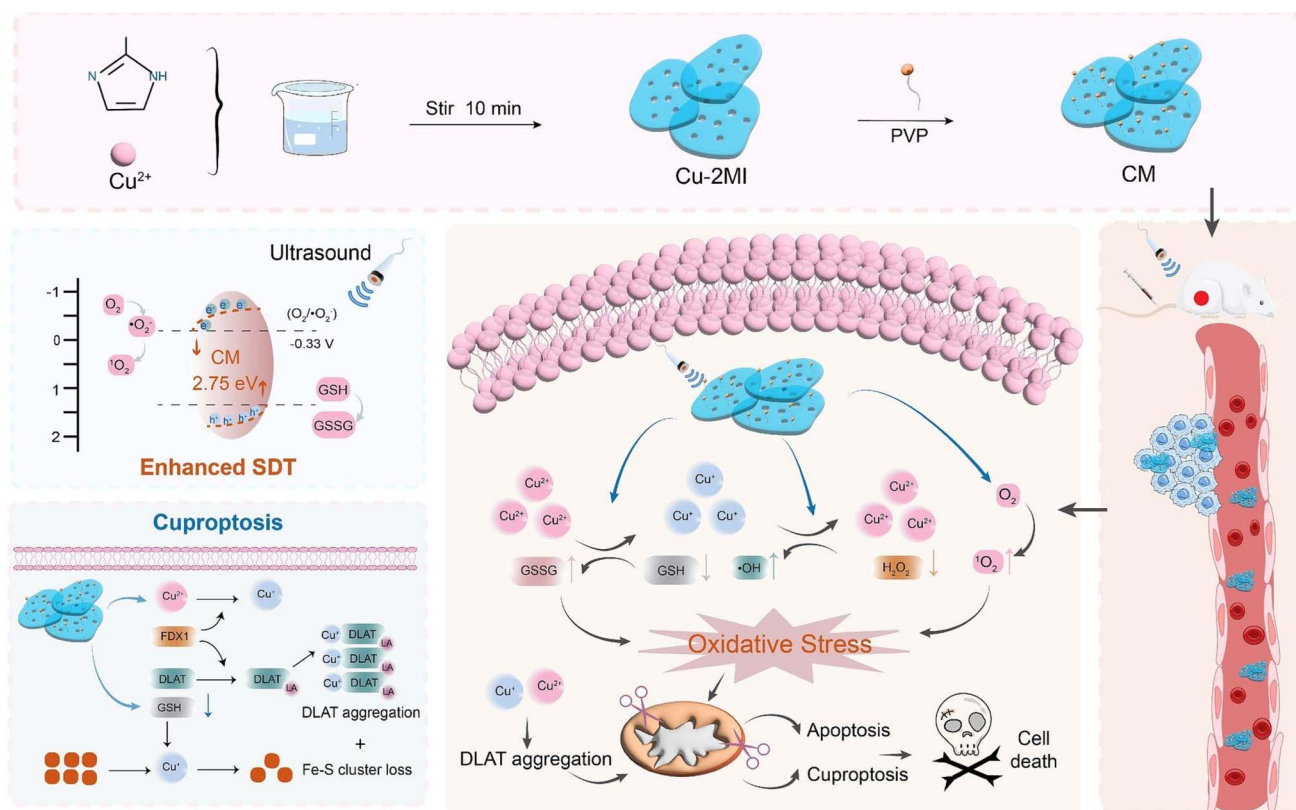 N
NH
Cu²⁺
Stir 10 min
Cu-2MI
PVP
CM
Ultrasound
-1
0
1
2
O₂
•O₂⁻
¹O₂
e⁻ e⁻ e⁻
e⁻
CM
2.75 eV
h⁺ h⁺ h⁺ h⁺
(O₂/•O₂⁻)
-0.33 V
GSH
GSSG
Enhanced SDT
Cuproptosis
Cu²⁺
Cu⁺
FDX1
DLAT
DLAT
LA
GSH
Cu⁺ DLAT
LA
Cu⁺ DLAT
LA
Cu⁺ DLAT
LA
DLAT aggregation
+
Cu⁺
Fe-S cluster loss
Cu²⁺
Cu²⁺ Cu²⁺
Cu⁺
Cu⁺ Cu⁺
Cu²⁺
Cu²⁺ Cu²⁺
O₂
GSSG
GSH
•OH
H₂O₂
¹O₂
Oxidative Stress
Cu⁺ Cu²⁺
DLAT aggregation
Apoptosis
Cuproptosis
Cell
death